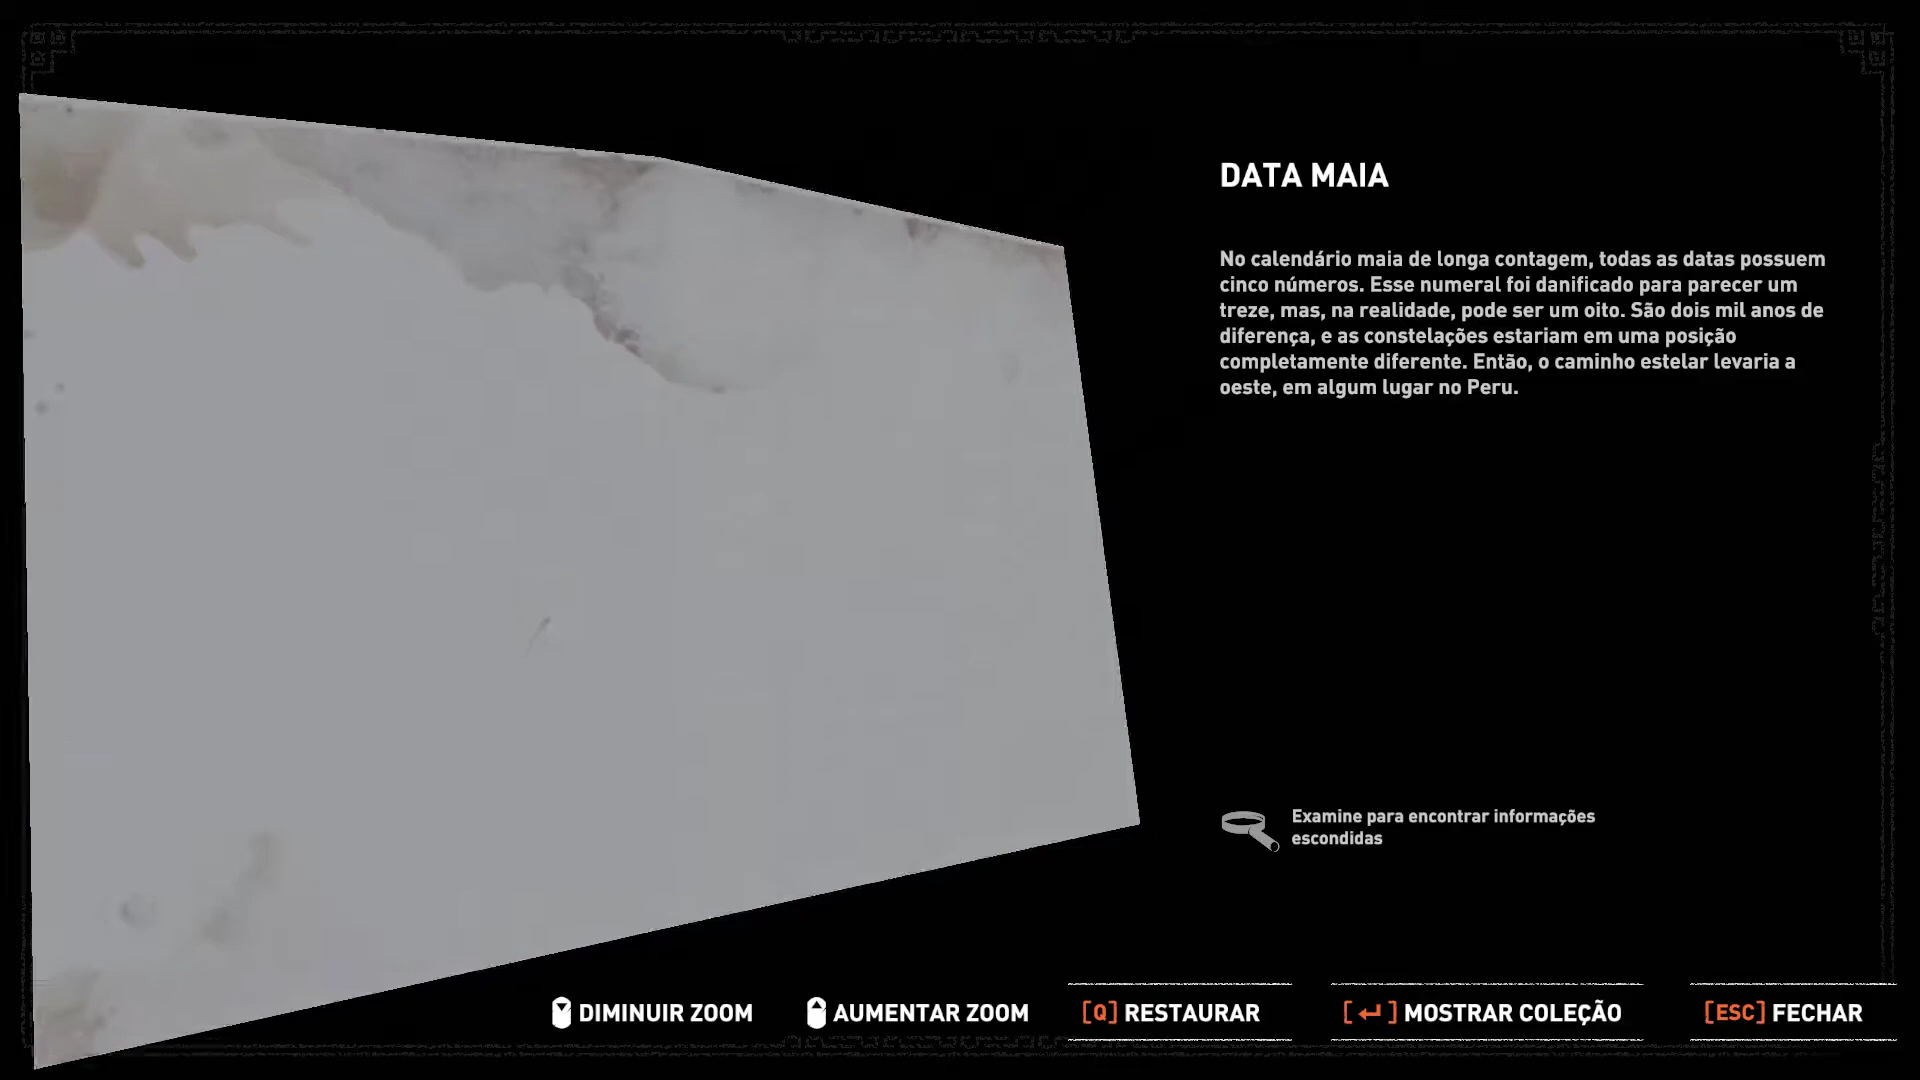 DATA MAIA
No calendário maia de longa contagem, todas as datas possuem
cinco números. Esse numeral foi danificado para parecer um
treze, mas, na realidade, pode ser um oito. São dois mil anos de
diferença, e as constelações estariam em uma posição
completamente diferente. Então, o caminho estelar levaria a
oeste, em algum lugar no Peru.
Examine para encontrar informações
escondidas
DIMINUIR ZOOM AUMENTAR ZOOM [Q] RESTAURAR [↵] MOSTRAR COLEÇÃO [ESC] FECHAR